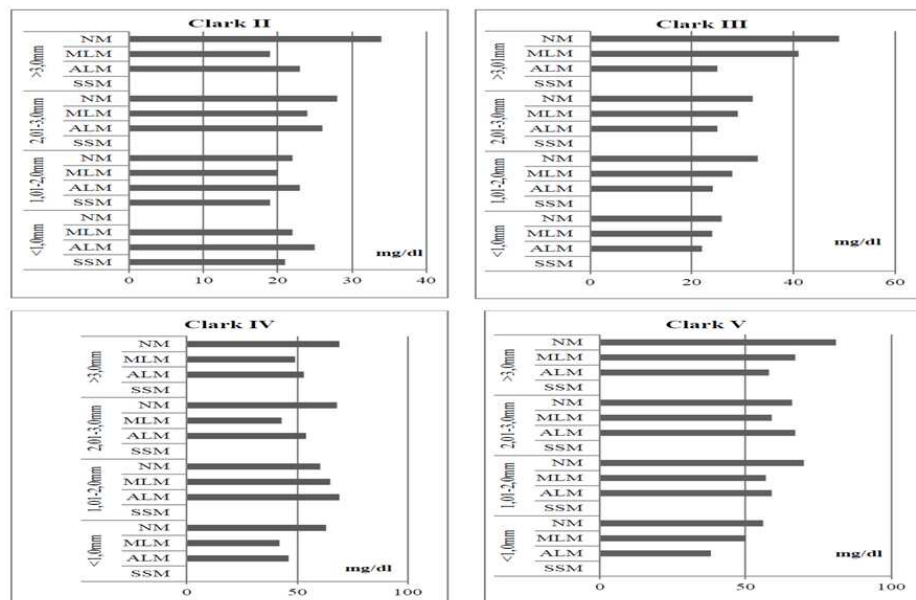 Clark II
>3,0mm
NM
MLM
ALM
SSM
2,01-3,0mm
NM
MLM
ALM
SSM
1,01-2,0mm
NM
MLM
ALM
SSM
<1,0mm
NM
MLM
ALM
SSM
mg/dl
0 10 20 30 40
Clark III
>3,01mm
NM
MLM
ALM
SSM
2,01-3,0mm
NM
MLM
ALM
SSM
1,01-2,0mm
NM
MLM
ALM
SSM
<1,0mm
NM
MLM
ALM
SSM
mg/dl
0 20 40 60
Clark IV
>3,0mm
NM
MLM
ALM
SSM
2,01-3,0mm
NM
MLM
ALM
SSM
1,01-2,0mm
NM
MLM
ALM
SSM
<1,0mm
NM
MLM
ALM
SSM
mg/dl
0 50 100
Clark V
>3,0mm
NM
MLM
ALM
SSM
2,01-3,0mm
NM
MLM
ALM
SSM
1,01-2,0mm
NM
MLM
ALM
SSM
<1,0mm
NM
MLM
ALM
SSM
mg/dl
0 50 100